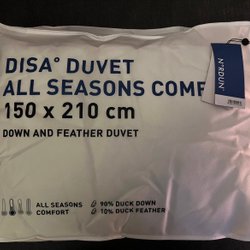 DISA° DUVET
ALL SEASONS COMF
150 x 210 cm
DOWN AND FEATHER DUVET
ALL SEASONS
COMFORT
90% DUCK DOWN
10% DUCK FEATHER
N°RDUN°